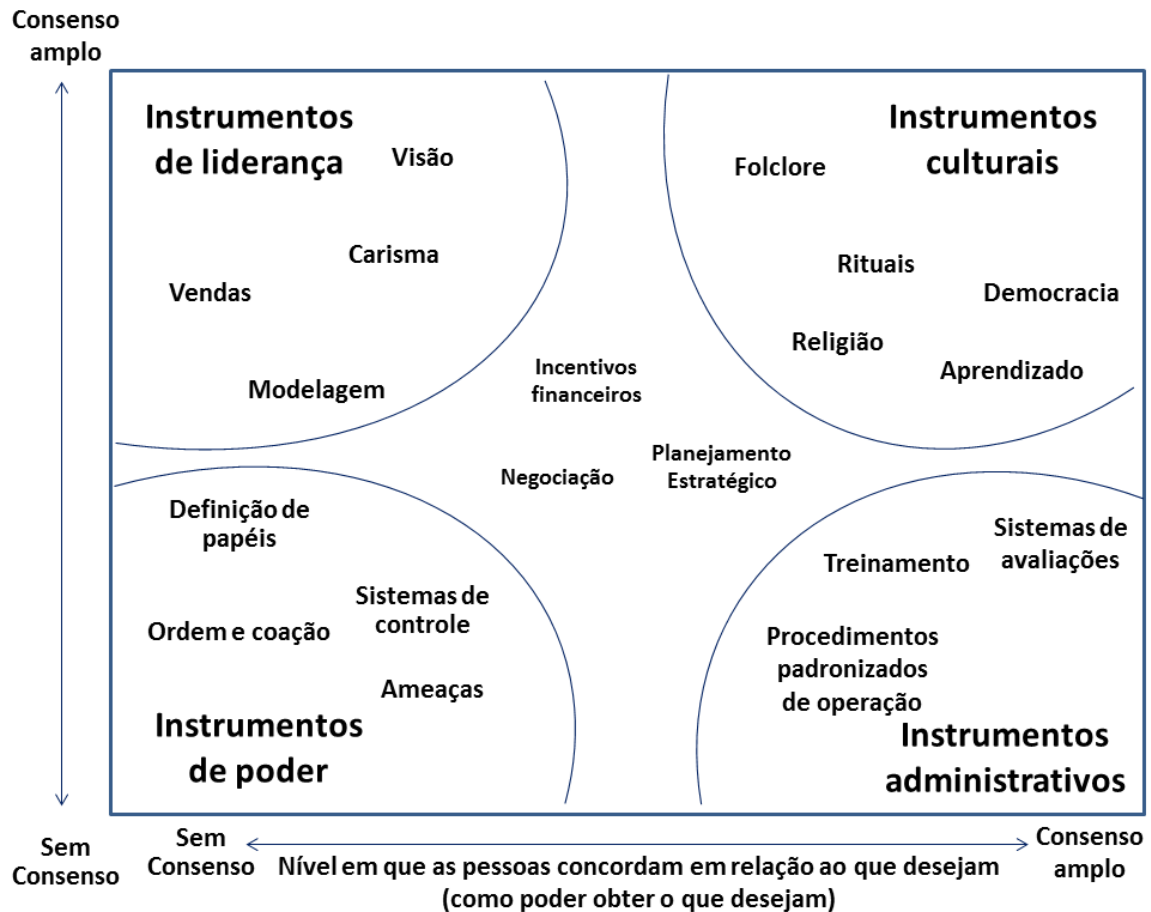 Consenso
amplo
Instrumentos
de liderança
Visão
Carisma
Vendas
Modelagem
Instrumentos
culturais
Folclore
Rituais
Democracia
Religião
Aprendizado
Incentivos
financeiros
Negociação
Planejamento
Estratégico
Definição de
papéis
Sistemas de
controle
Ordem e coação
Ameaças
Instrumentos
de poder
Sistemas de
avaliações
Treinamento
Procedimentos
padronizados
de operação
Instrumentos
administrativos
Sem
Consenso
Sem
Consenso
Nível em que as pessoas concordam em relação ao que desejam
(como poder obter o que desejam)
Consenso
amplo